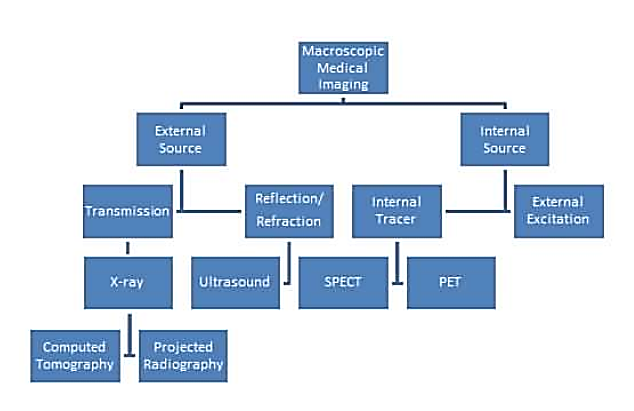 Macroscopic
Medical
Imaging
External
Source
Internal
Source
Transmission
Reflection/
Refraction
Internal
Tracer
External
Excitation
X-ray
Ultrasound
SPECT
PET
Computed
Tomography
Projected
Radiography